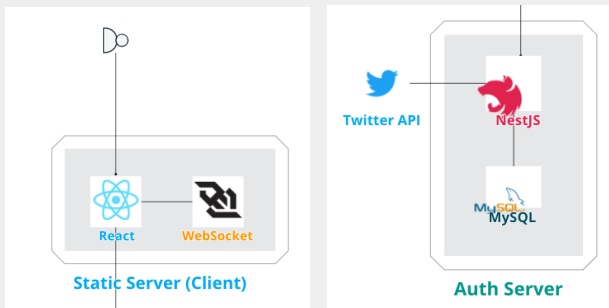 React
WebSocket
Static Server (Client)
Twitter API
NestJS
MySQL
MySQL
Auth Server